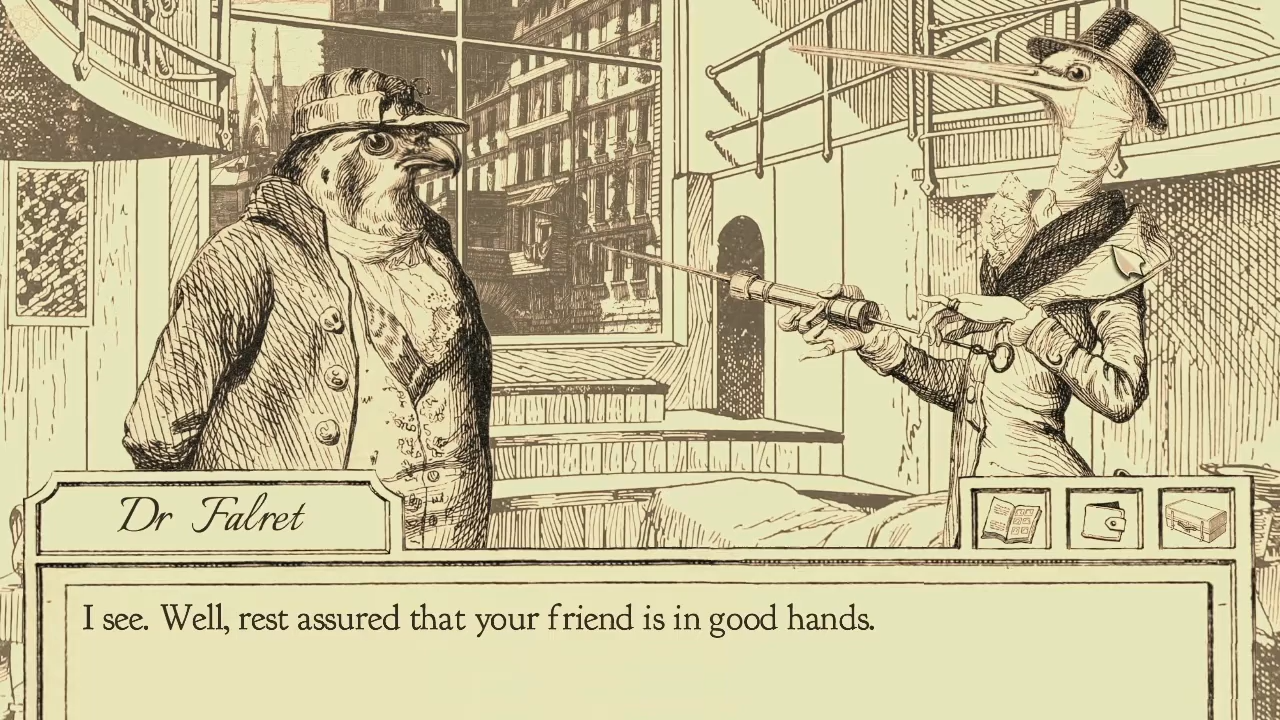 Dr Falret
I see. Well, rest assured that your friend is in good hands.